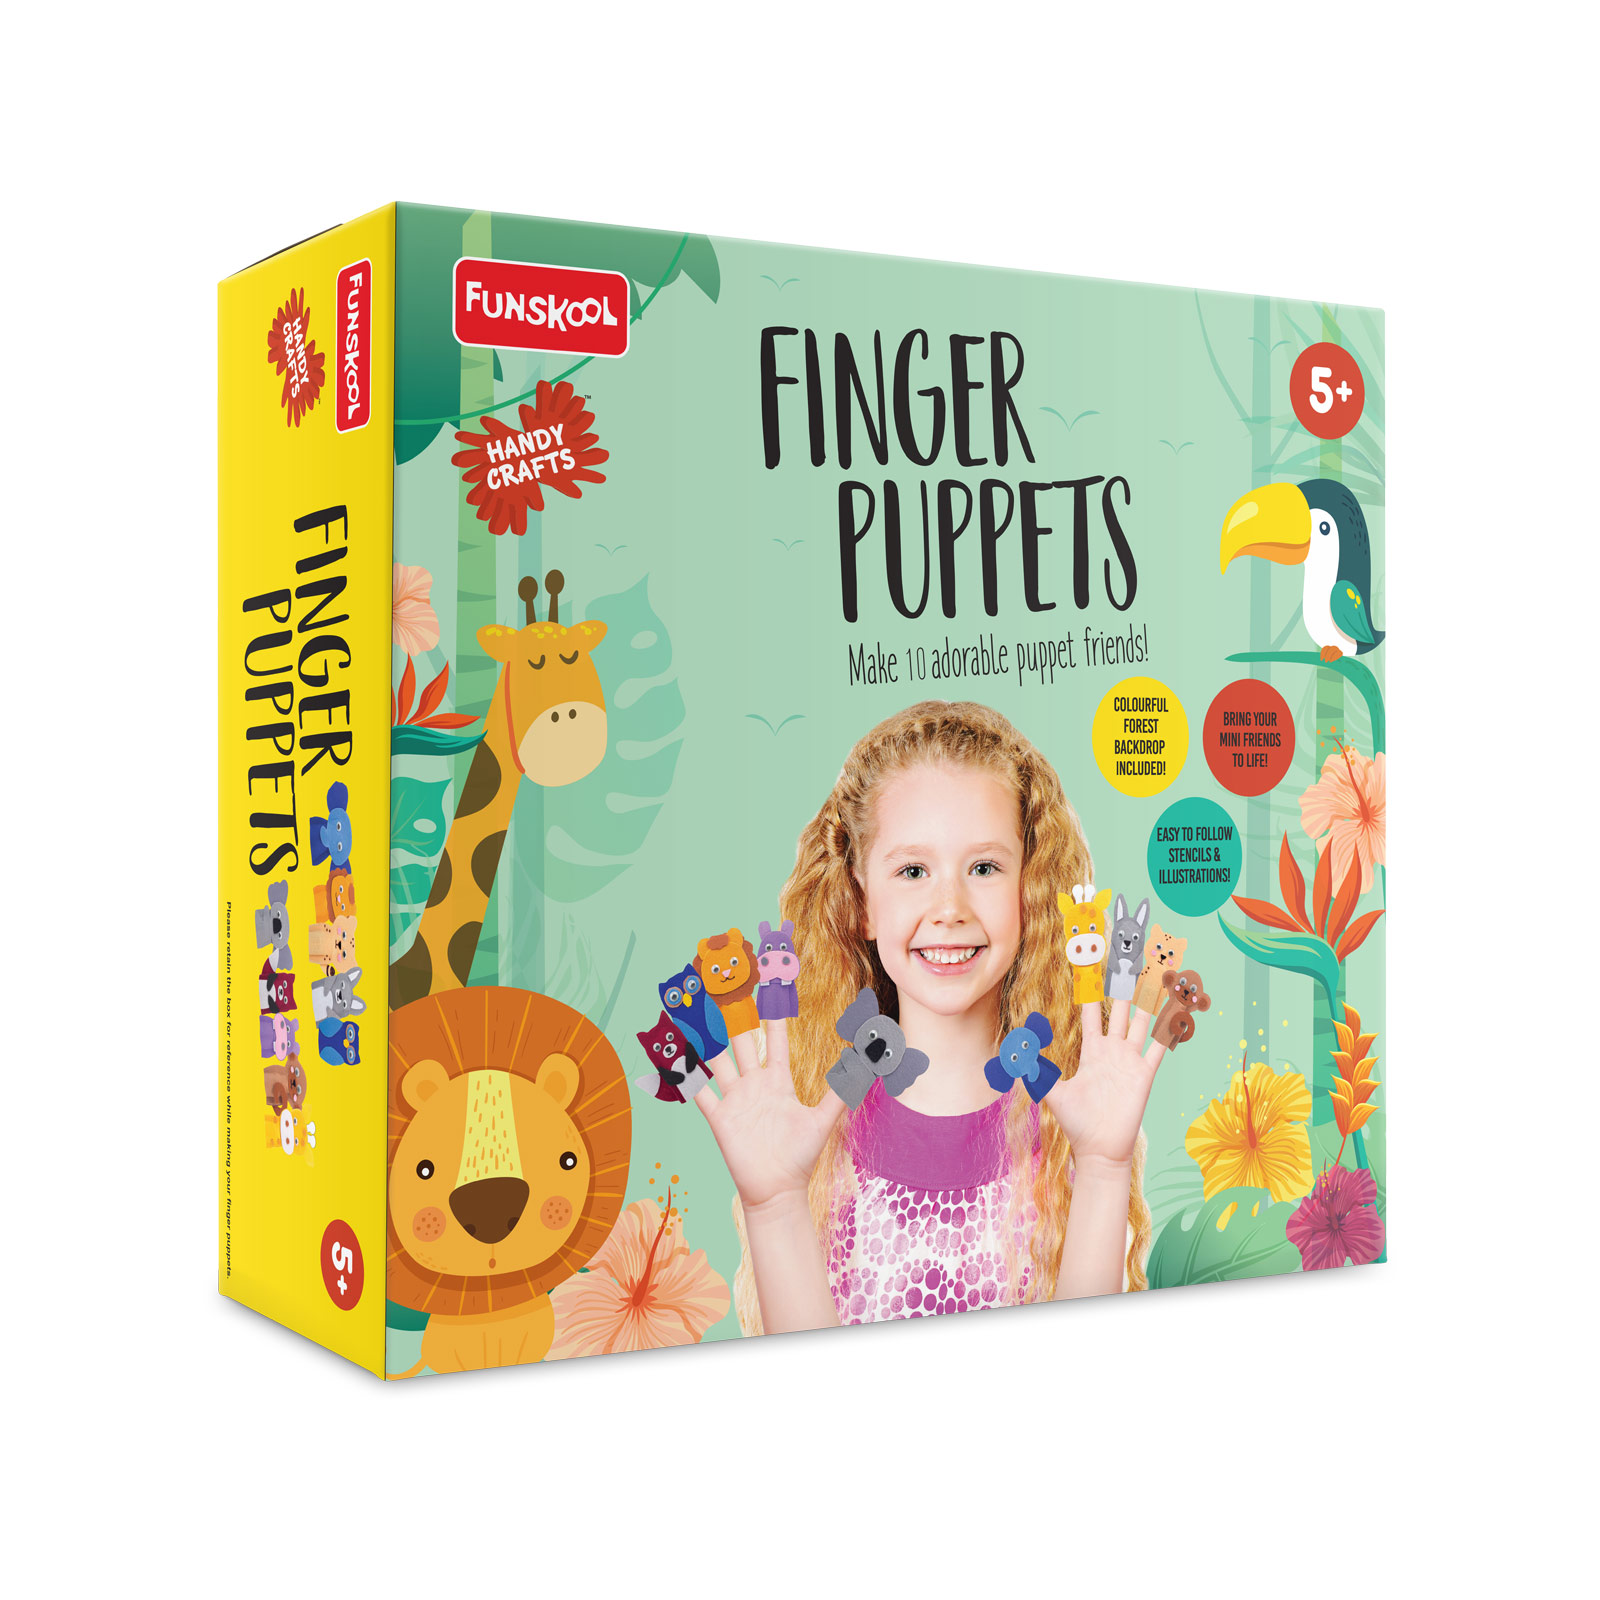 FUNSKOOL
HANDY
CRAFTS
™
FINGER
PUPPETS
Make 10 adorable puppet friends!
5+
COLOURFUL
FOREST
BACKDROP
INCLUDED!
BRING YOUR
MINI FRIENDS
TO LIFE!
EASY TO FOLLOW
STENCILS &
ILLUSTRATIONS!
FUNSKOOL
HANDY
CRAFTS
FINGER
PUPPETS
5+
Please retain the box for reference while making your finger puppets.